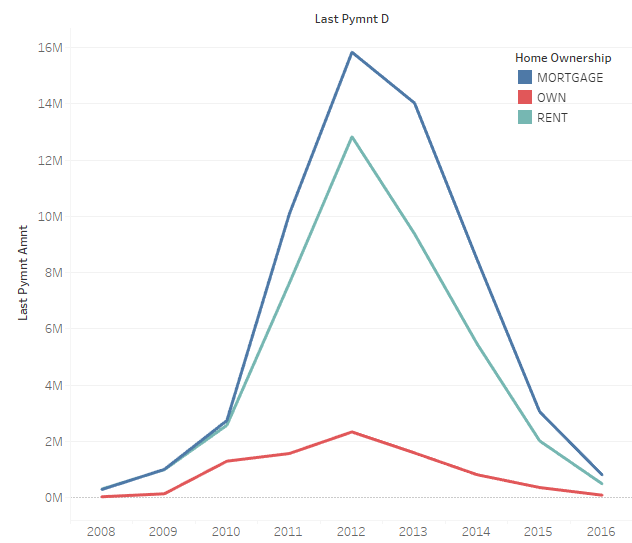 Last Pymnt D
Home Ownership
MORTGAGE
OWN
RENT
Last Pymnt Amnt
16M
14M
12M
10M
8M
6M
4M
2M
0M
2008 2009 2010 2011 2012 2013 2014 2015 2016